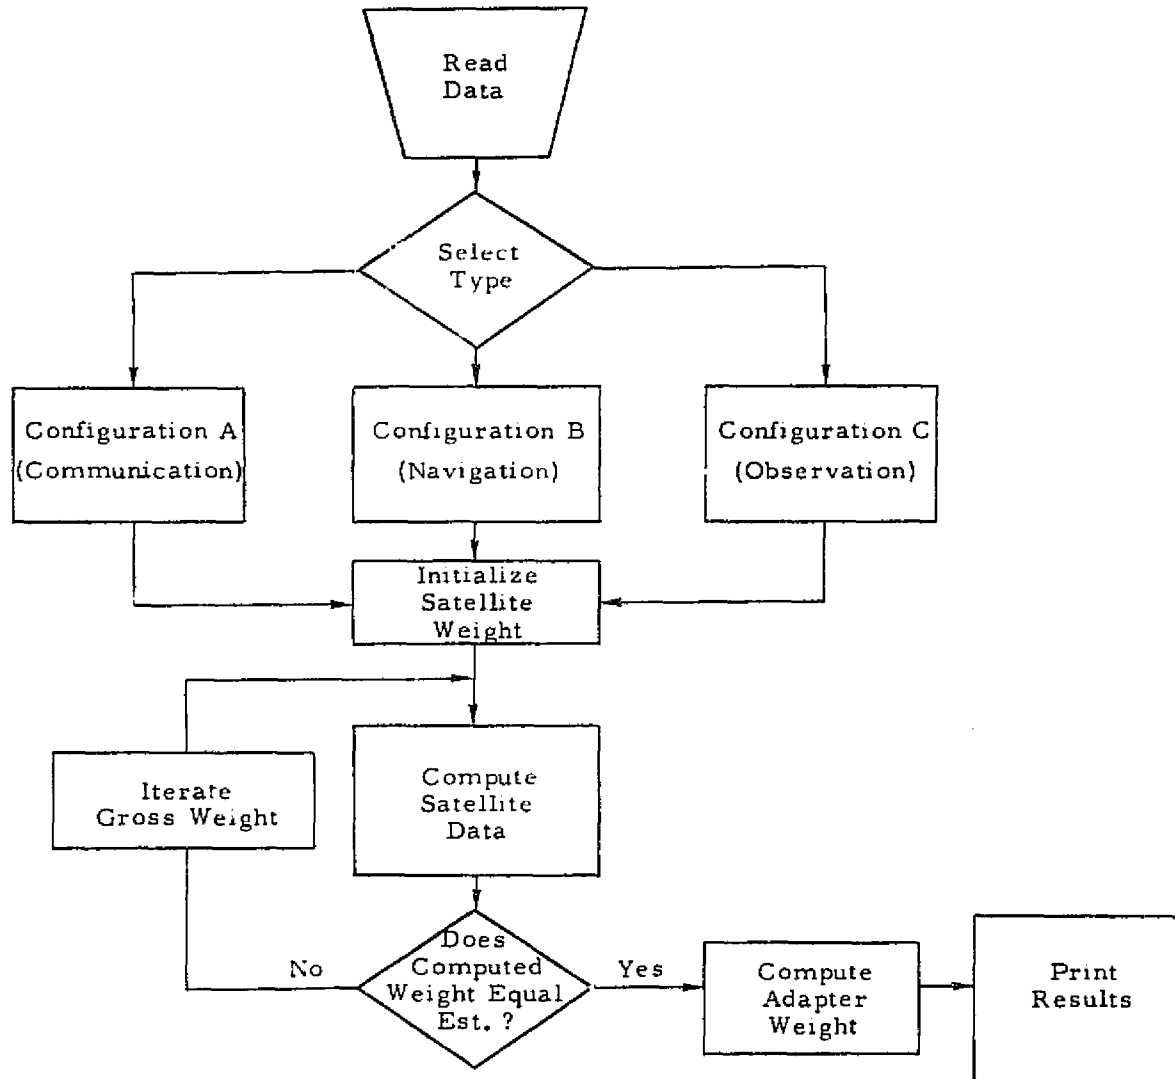 Read
Data
Select
Type
Configuration A
(Communication)
Configuration B
(Navigation)
Configuration C
(Observation)
Initialize
Satellite
Weight
Iterate
Gross Weight
Compute
Satellite
Data
Does
Computed
Weight Equal
Est. ?
No
Yes
Compute
Adapter
Weight
Print
Results